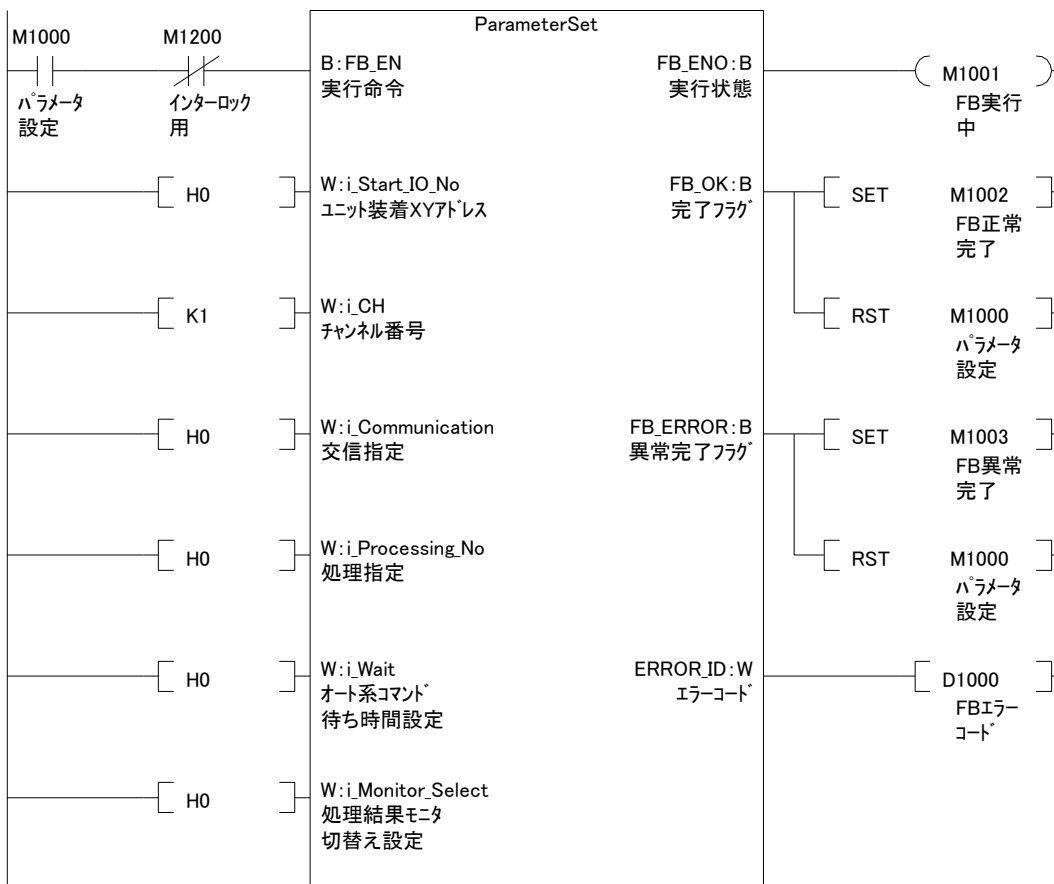 ParameterSet
M1000
M1200
B:FB_EN
実行命令
FB_ENO:B
実行状態
M1001
FB実行
中
ﾊﾟﾗﾒｰﾀ
設定
ｲﾝﾀｰﾛｯｸ
用
H0
W:i_Start_IO_No
ﾕﾆｯﾄ装着XYｱﾄﾞﾚｽ
FB_OK:B
完了ﾌﾗｸﾞ
SET M1002
FB正常
完了
K1
W:i_CH
ﾁｬﾝﾈﾙ番号
RST M1000
ﾊﾟﾗﾒｰﾀ
設定
H0
W:i_Communication
交信指定
FB_ERROR:B
異常完了ﾌﾗｸﾞ
SET M1003
FB異常
完了
H0
W:i_Processing_No
処理指定
RST M1000
ﾊﾟﾗﾒｰﾀ
設定
H0
W:i_Wait
ｵｰﾄ系ｺﾏﾝﾄﾞ
待ち時間設定
ERROR_ID:W
ｴﾗｰｺｰﾄﾞ
D1000
FBｴﾗｰ
ｺｰﾄﾞ
H0
W:i_Monitor_Select
処理結果ﾓﾆﾀ
切替え設定